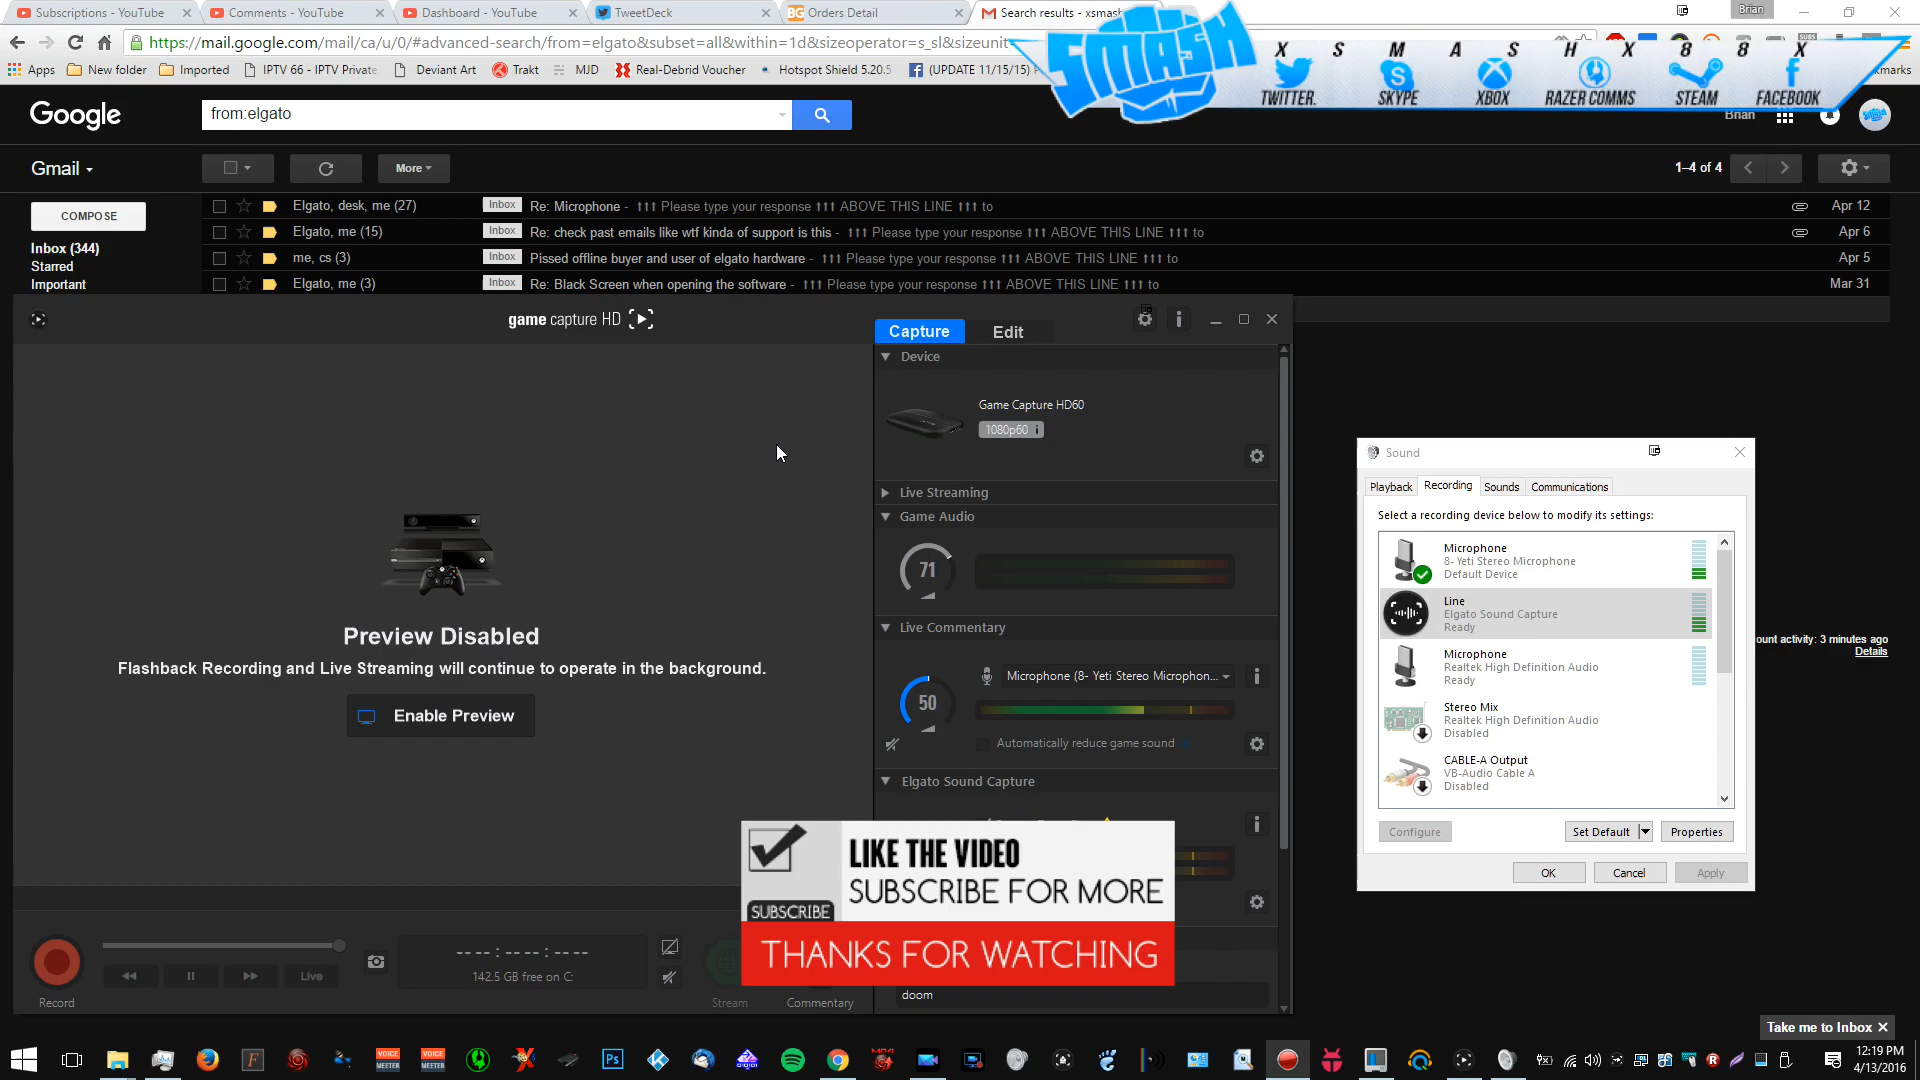 Subscriptions - YouTube
Comments - YouTube
Dashboard - YouTube
TweetDeck
Orders Detail
Search results - xsmash
Brian
https://mail.google.com/mail/ca/u/0/#advanced-search/from=elgato&subset=all&within=1d&sizeoperator=s_sl&sizeunit
Apps
New folder
Imported
IPTV 66 - IPTV Private
Deviant Art
Trakt
MJD
Real-Debrid Voucher
Hotspot Shield 5.20.5
(UPDATE 11/15/15)
SMASH
X S M A S H X 8 8 X
TWITTER.
SKYPE
XBOX
RAZER COMMS
STEAM
FACEBOOK
Google
from:elgato
Brian
Gmail
More
1–4 of 4
COMPOSE
Inbox (344)
Starred
Important
Elgato, desk, me (27) Inbox Re: Microphone - ↑↑↑ Please type your response ↑↑↑ ABOVE THIS LINE ↑↑↑ to Apr 12
Elgato, me (15) Inbox Re: check past emails like wtf kinda of support is this - ↑↑↑ Please type your response ↑↑↑ ABOVE THIS LINE ↑↑↑ to Apr 6
me, cs (3) Inbox Pissed offline buyer and user of elgato hardware - ↑↑↑ Please type your response ↑↑↑ ABOVE THIS LINE ↑↑↑ to Apr 5
Elgato, me (3) Inbox Re: Black Screen when opening the software - ↑↑↑ Please type your response ↑↑↑ ABOVE THIS LINE ↑↑↑ to Mar 31
game capture HD
Capture
Edit
Device
Game Capture HD60
1080p60 i
Live Streaming
Game Audio
71
Live Commentary
Microphone (8- Yeti Stereo Microphon...
50
Automatically reduce game sound
Elgato Sound Capture
Preview Disabled
Flashback Recording and Live Streaming will continue to operate in the background.
Enable Preview
LIKE THE VIDEO
SUBSCRIBE FOR MORE
SUBSCRIBE
THANKS FOR WATCHING
doom
Live
-- -- : -- -- : -- --
142.5 GB free on C:
Record
Stream
Commentary
Sound
Playback
Recording
Sounds
Communications
Select a recording device below to modify its settings:
Microphone
8- Yeti Stereo Microphone
Default Device
Line
Elgato Sound Capture
Ready
Microphone
Realtek High Definition Audio
Ready
Stereo Mix
Realtek High Definition Audio
Disabled
CABLE-A Output
VB-Audio Cable A
Disabled
Configure
Set Default
Properties
OK
Cancel
Apply
ount activity: 3 minutes ago
Details
Take me to Inbox ✕
VOICE MEETER
VOICE MEETER
Ps
12:19 PM
4/13/2016